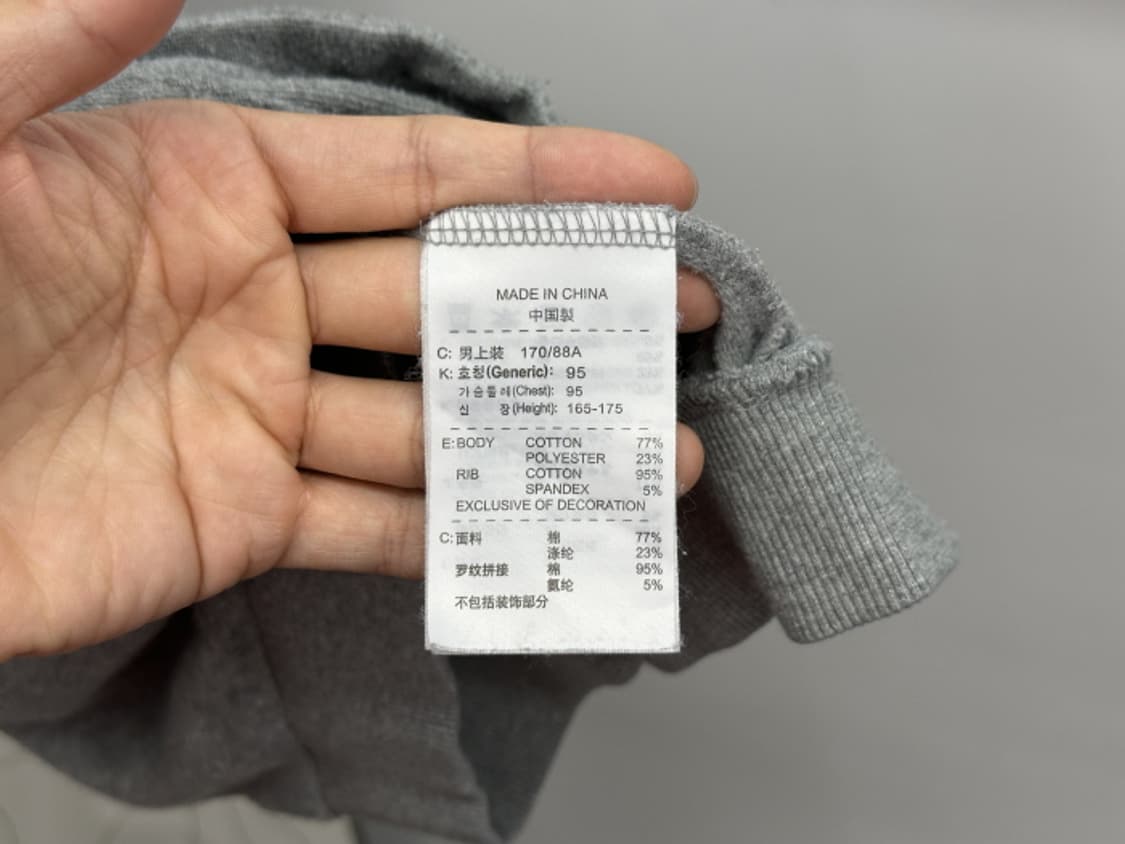 MADE IN CHINA
中国製
C: 男上裝 170/88A
K: 호칭(Generic): 95
가슴둘레(Chest): 95
신 장(Height): 165-175
E: BODY COTTON 77%
POLYESTER 23%
RIB COTTON 95%
SPANDEX 5%
EXCLUSIVE OF DECORATION
C: 面料 棉 77%
涤纶 23%
罗纹拼接 棉 95%
氨纶 5%
不包括装饰部分